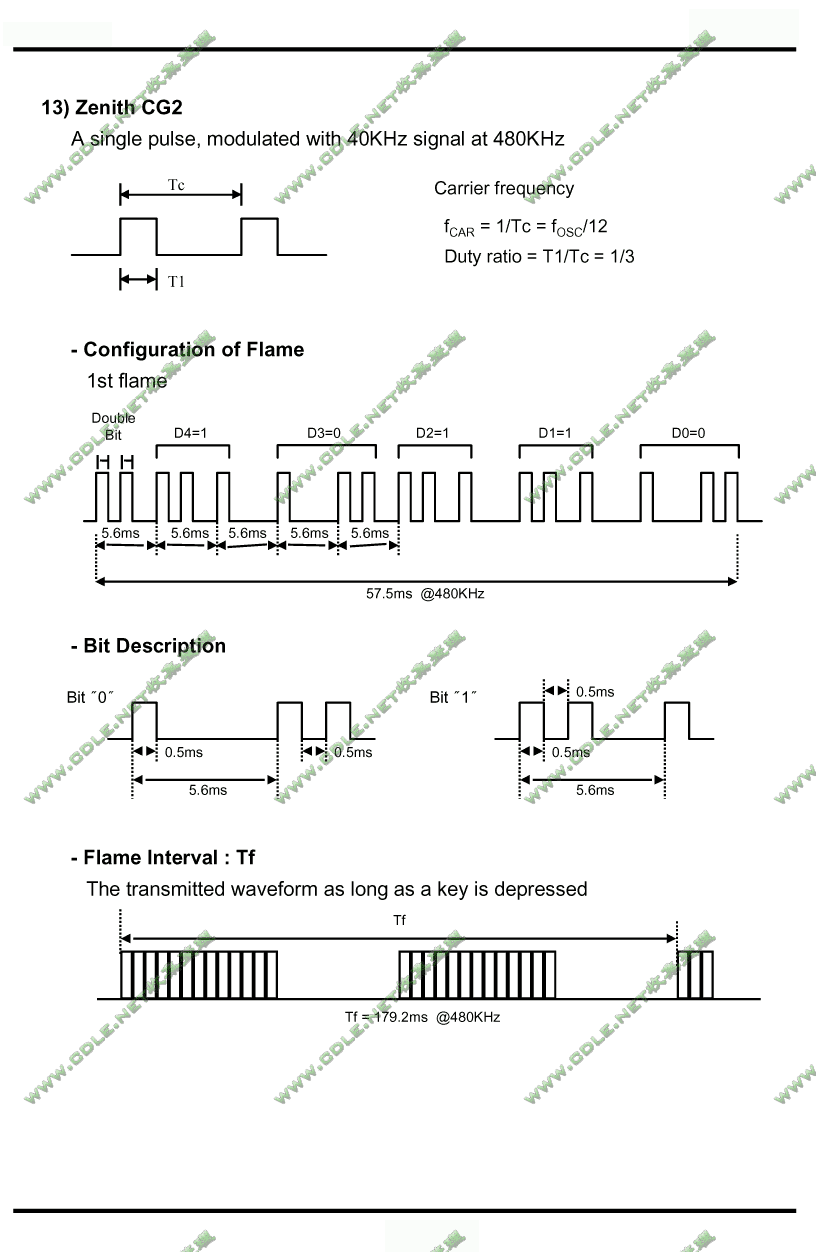 13) Zenith CG2
A single pulse, modulated with 40KHz signal at 480KHz
Tc
T1
Carrier frequency
fCAR = 1/Tc = fOSC/12
Duty ratio = T1/Tc = 1/3
- Configuration of Flame
1st flame
Double
Bit
D4=1 D3=0 D2=1 D1=1 D0=0
5.6ms 5.6ms 5.6ms 5.6ms 5.6ms
57.5ms @480KHz
- Bit Description
Bit ˝0˝
0.5ms 0.5ms
5.6ms
Bit ˝1˝
0.5ms
0.5ms
5.6ms
- Flame Interval : Tf
The transmitted waveform as long as a key is depressed
Tf
Tf = 179.2ms @480KHz